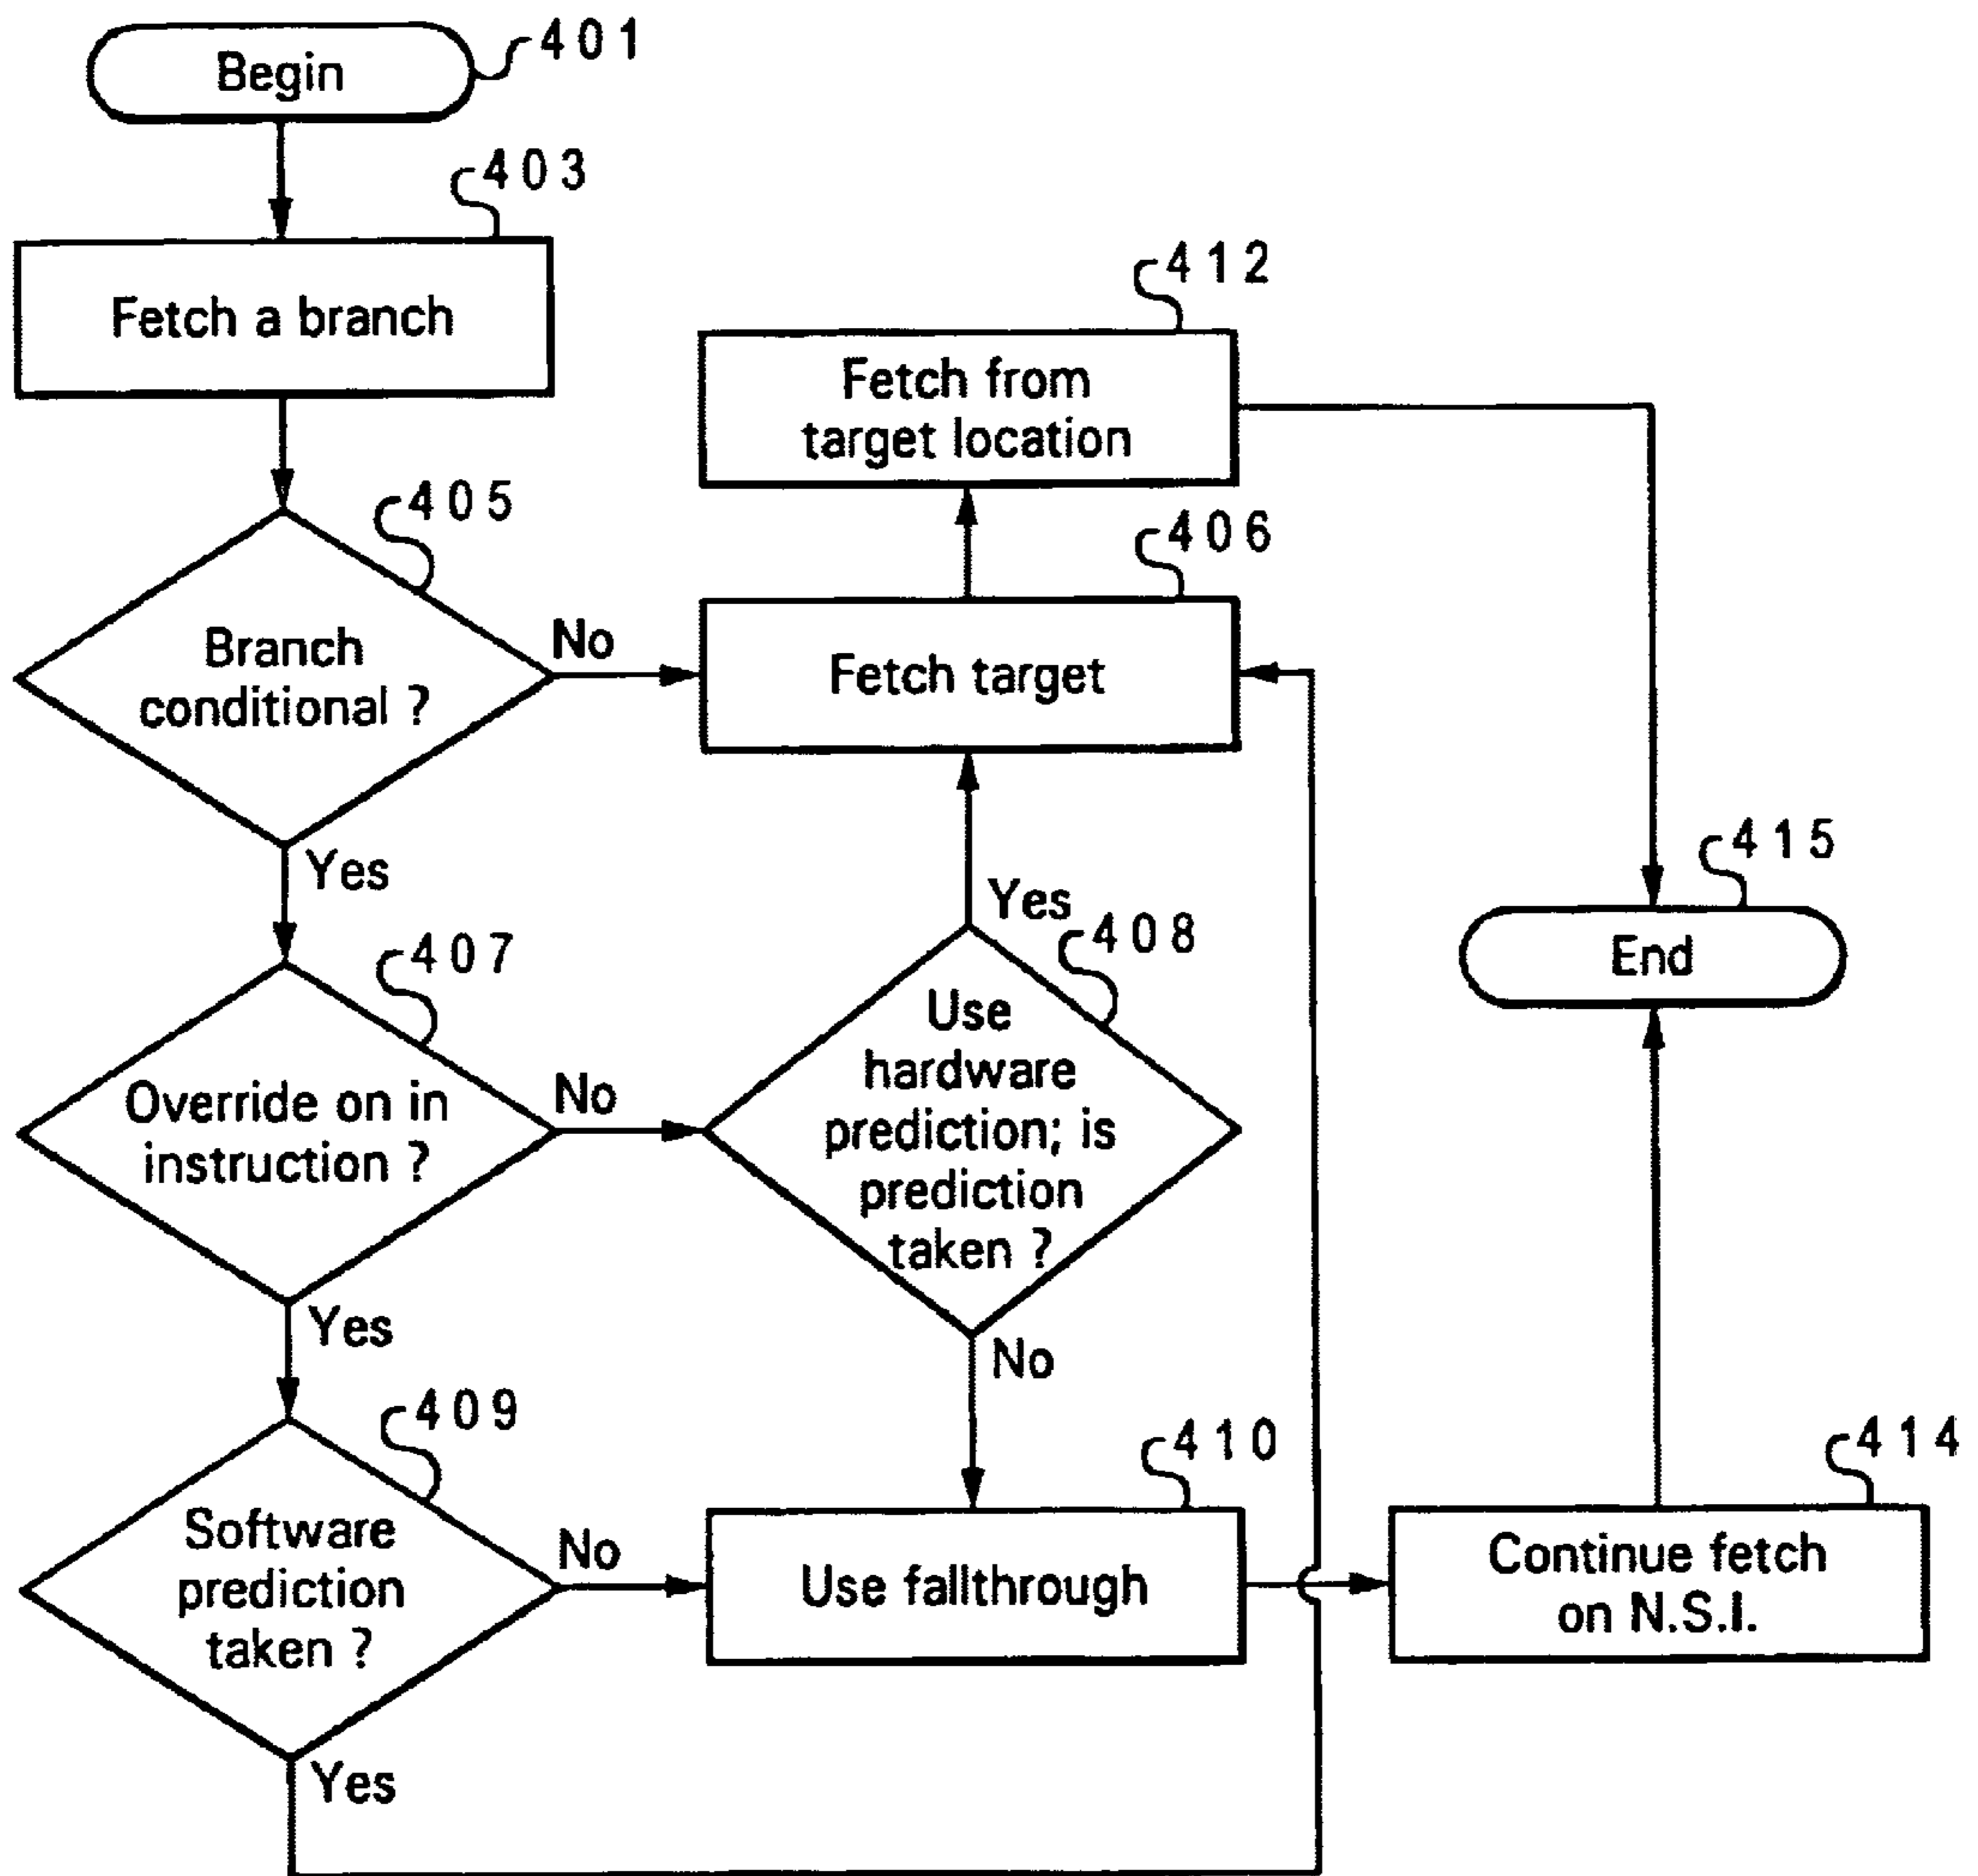 Begin
401
403
Fetch a branch
412
Fetch from
target location
405
406
Branch
conditional ?
No
Fetch target
Yes
415
End
407
Yes
408
Override on in
instruction ?
No
Use
hardware
prediction; is
prediction
taken ?
Yes
No
409
410
414
Software
prediction
taken ?
No
Use fallthrough
Continue fetch
on N.S.I.
Yes